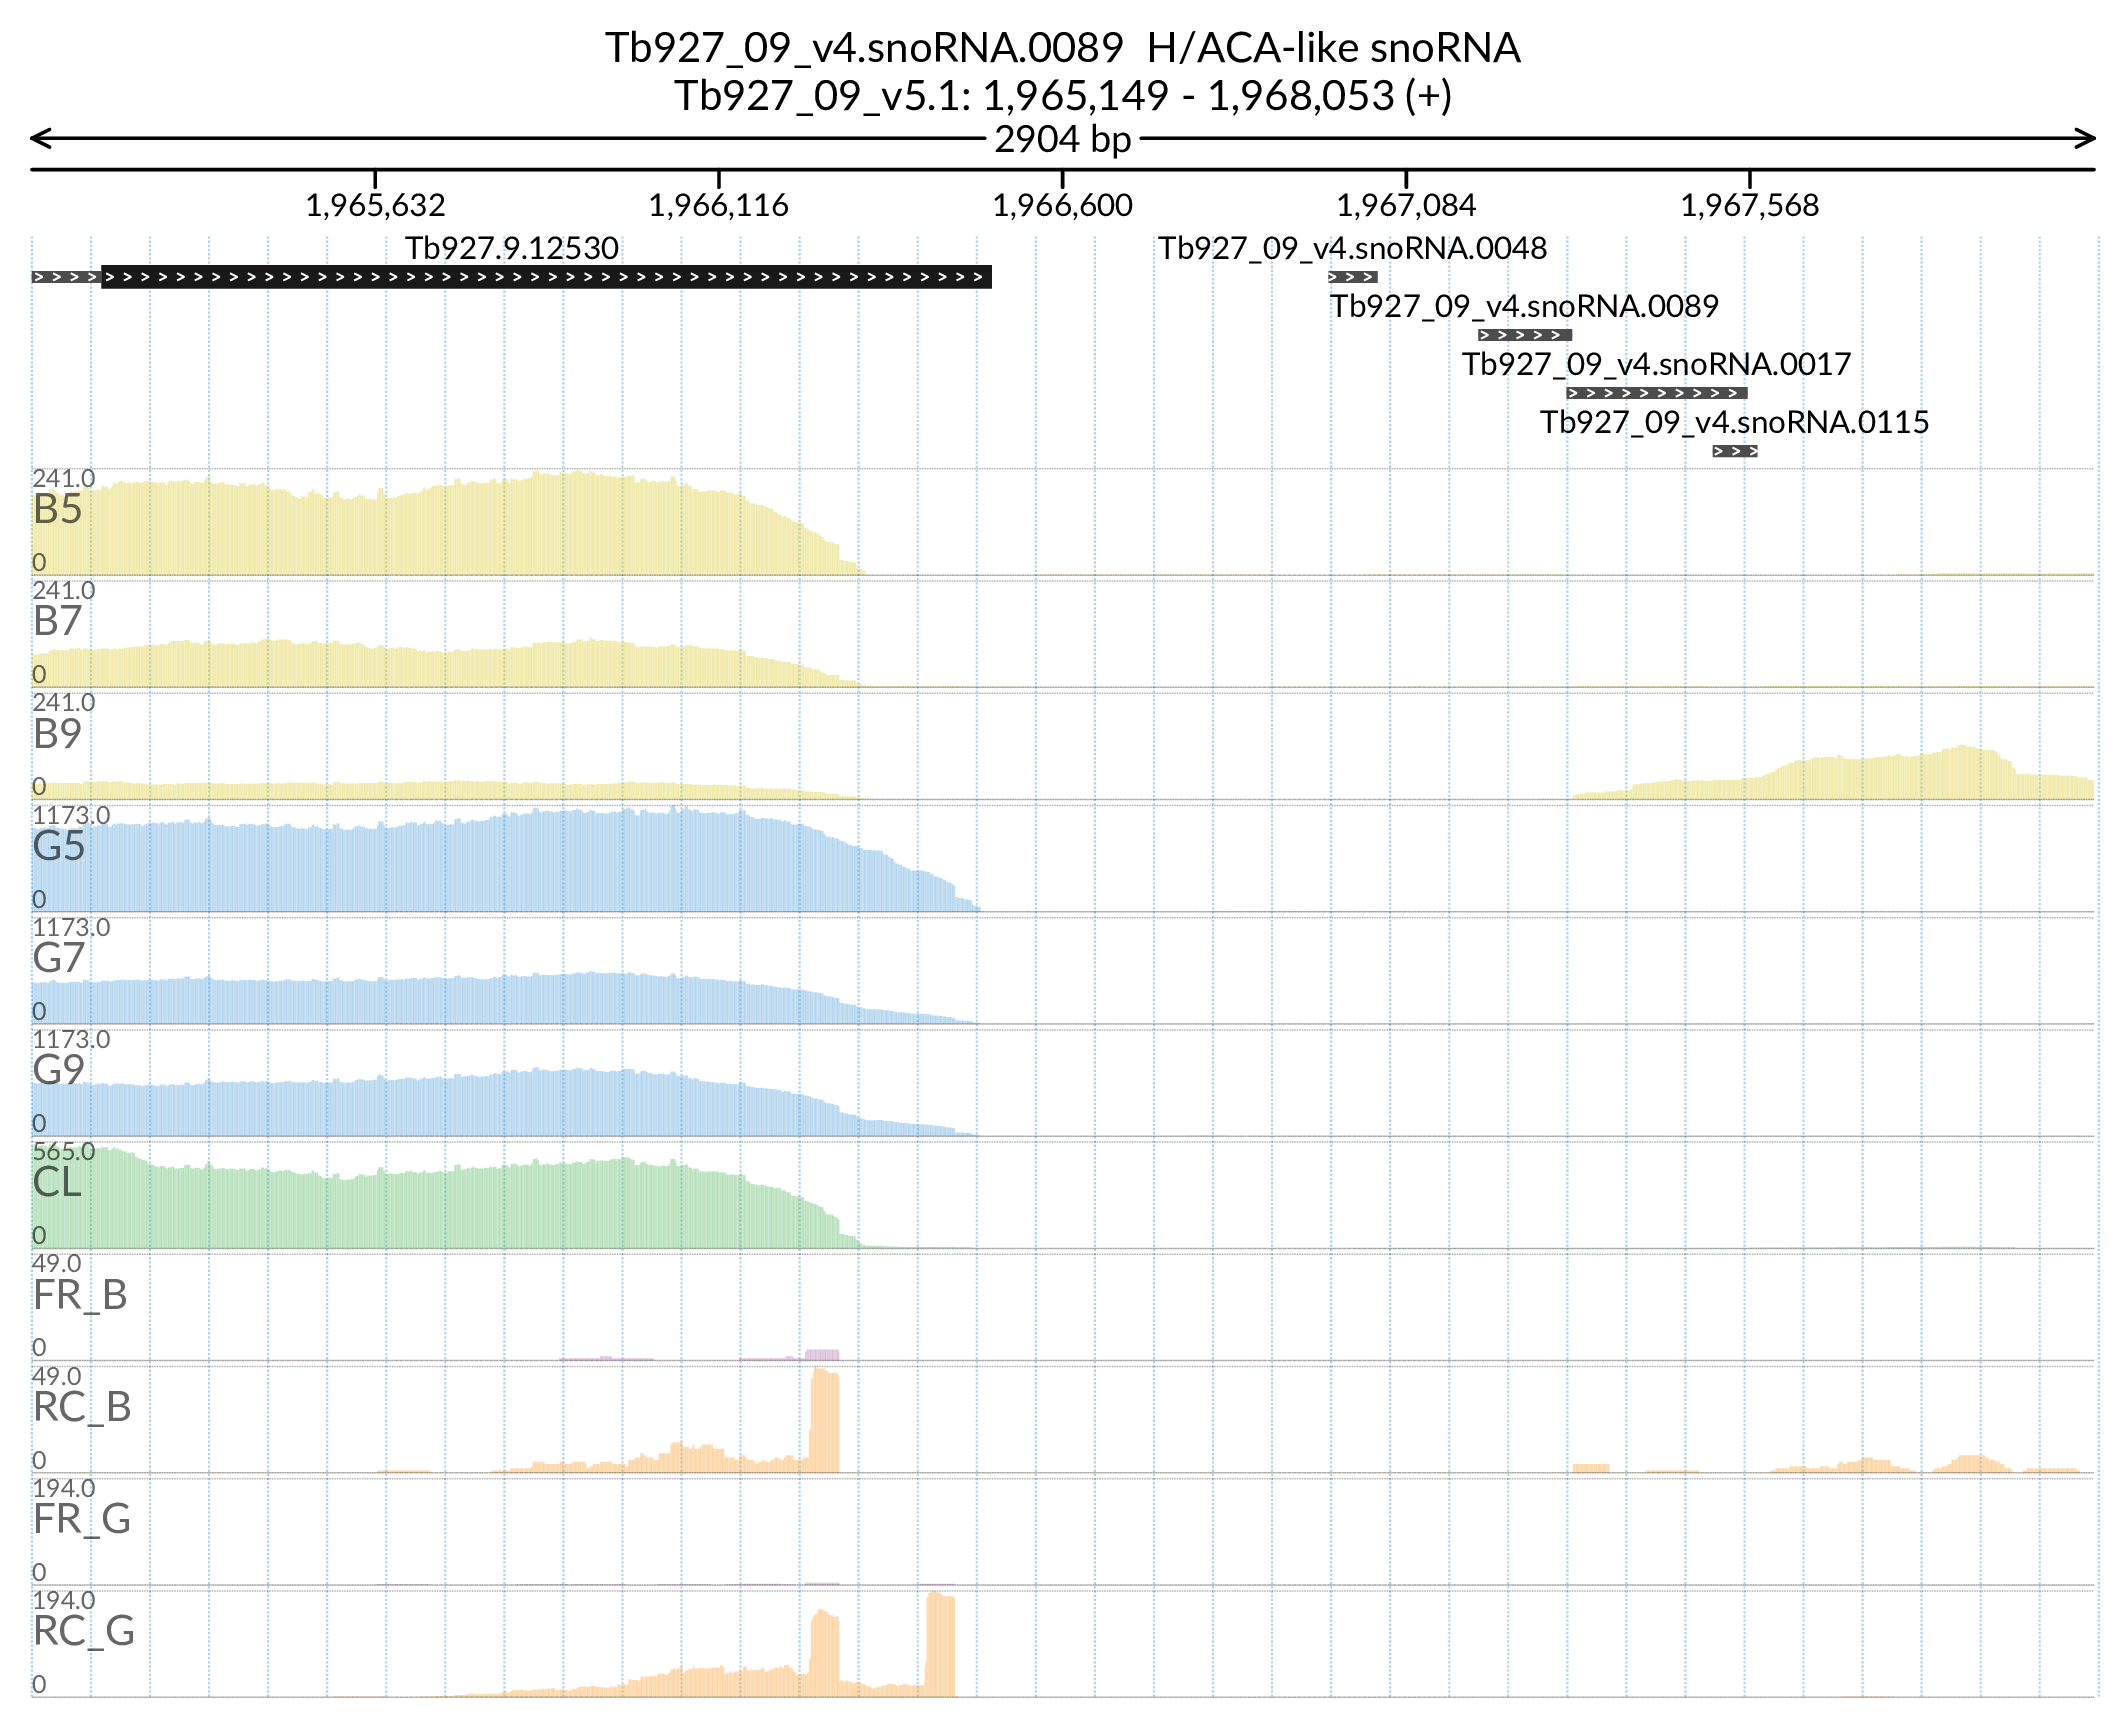 Tb927_09_v4.snoRNA.0089 H/ACA-like snoRNA
Tb927_09_v5.1: 1,965,149 - 1,968,053 (+)
2904 bp
1,965,632 1,966,116 1,966,600 1,967,084 1,967,568
Tb927.9.12530 Tb927_09_v4.snoRNA.0048
Tb927_09_v4.snoRNA.0089
Tb927_09_v4.snoRNA.0017
Tb927_09_v4.snoRNA.0115
241.0
B5
0
241.0
B7
0
241.0
B9
0
1173.0
G5
0
1173.0
G7
0
1173.0
G9
0
565.0
CL
0
49.0
FR_B
0
49.0
RC_B
0
194.0
FR_G
0
194.0
RC_G
0